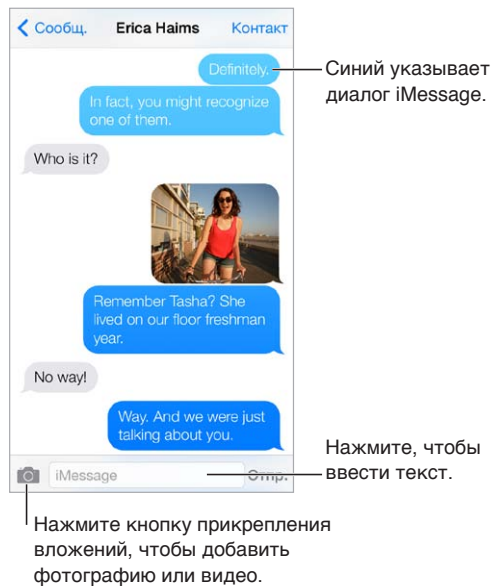 Сообщ. Erica Haims Контакт
Definitely.
Синий указывает
диалог iMessage.
In fact, you might recognize
one of them.
Who is it?
Remember Tasha? She
lived on our floor freshman
year.
No way!
Way. And we were just
talking about you.
iMessage Отпр.
Нажмите, чтобы
ввести текст.
Нажмите кнопку прикрепления
вложений, чтобы добавить
фотографию или видео.